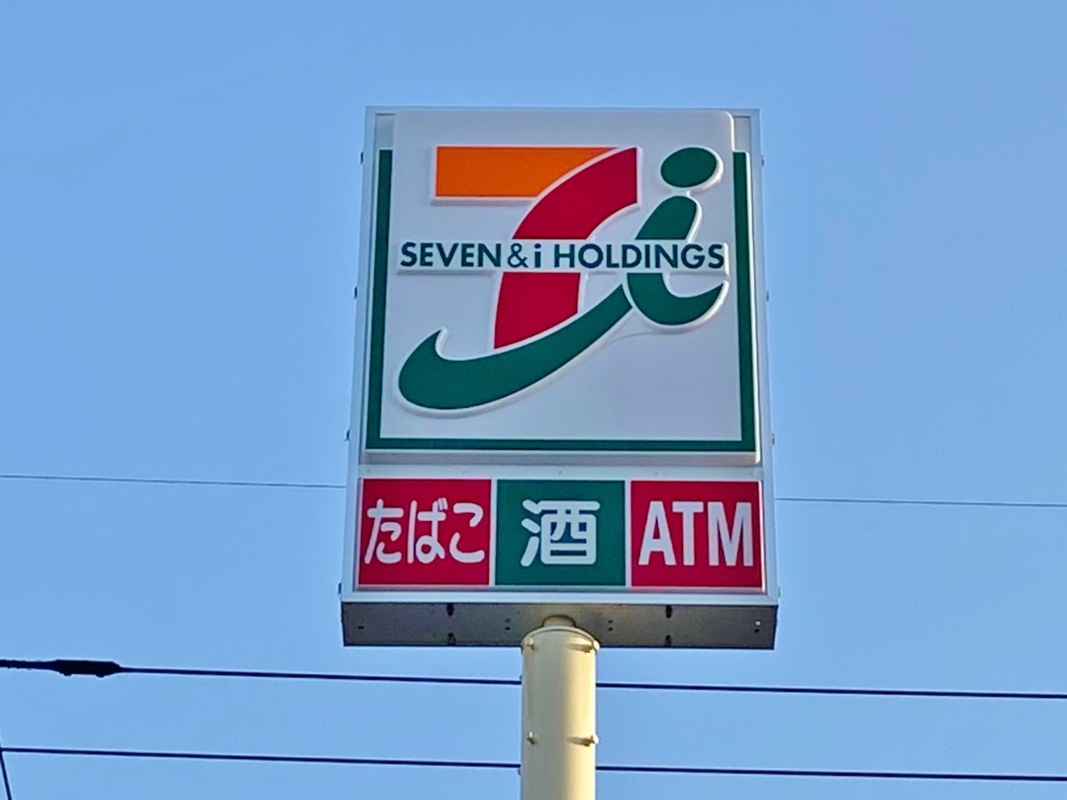 SEVEN&i HOLDINGS
たばこ 酒 ATM